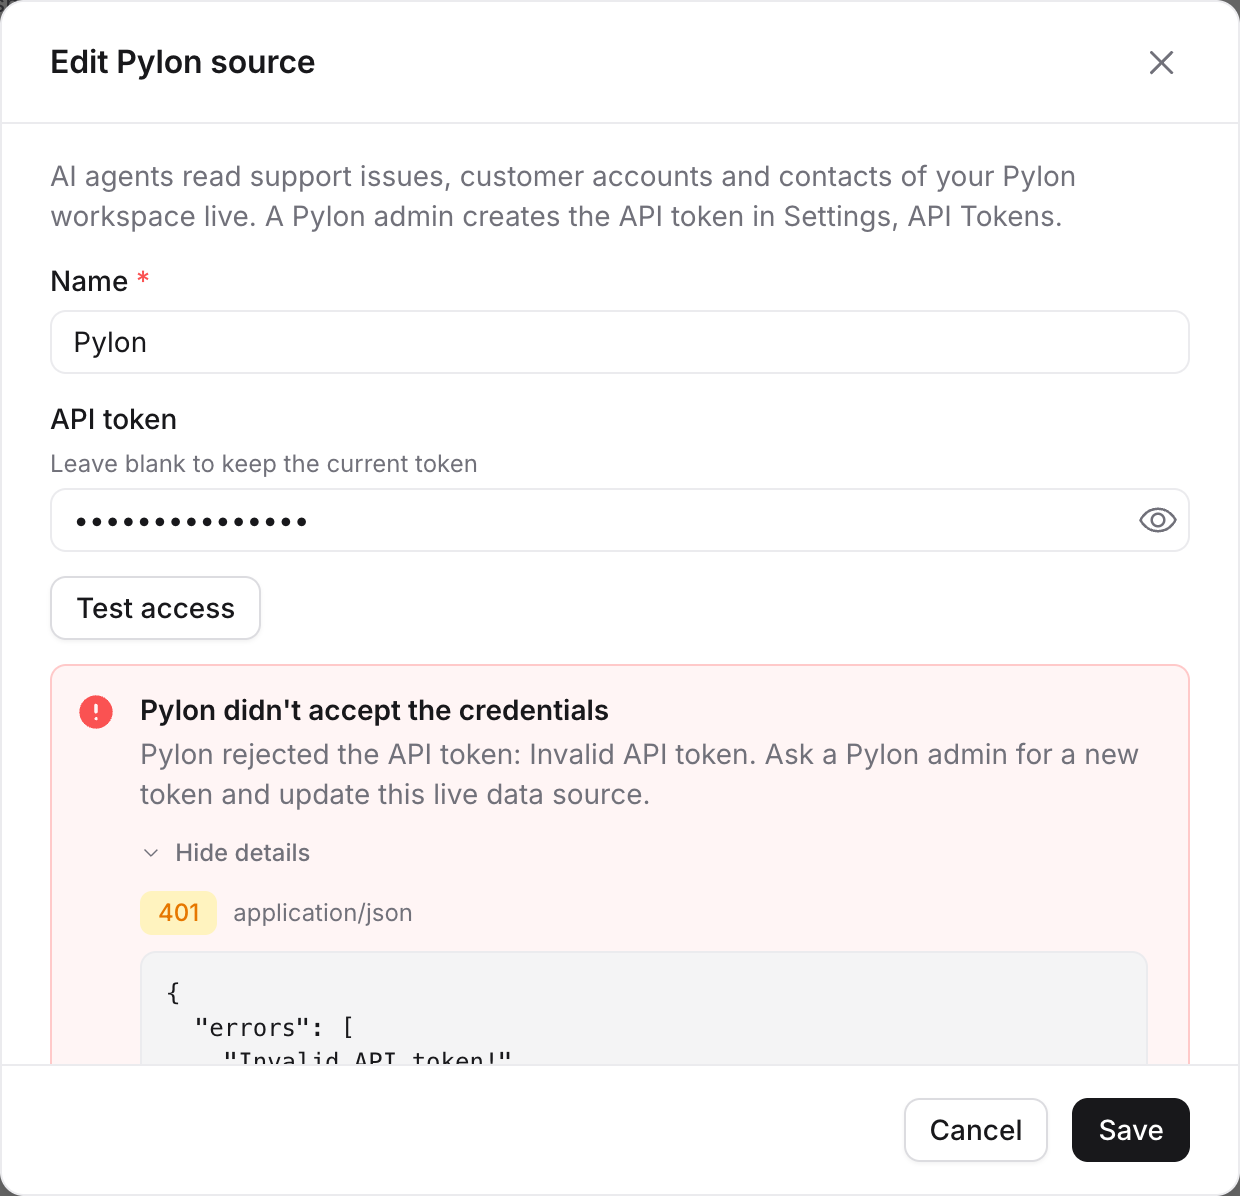 Edit Pylon source
AI agents read support issues, customer accounts and contacts of your Pylon
workspace live. A Pylon admin creates the API token in Settings, API Tokens.
Name *
Pylon
API token
Leave blank to keep the current token
•••••••••••••••
Test access
Pylon didn't accept the credentials
Pylon rejected the API token: Invalid API token. Ask a Pylon admin for a new
token and update this live data source.
Hide details
401 application/json
{
"errors": [
"Invalid API token!"
Cancel Save